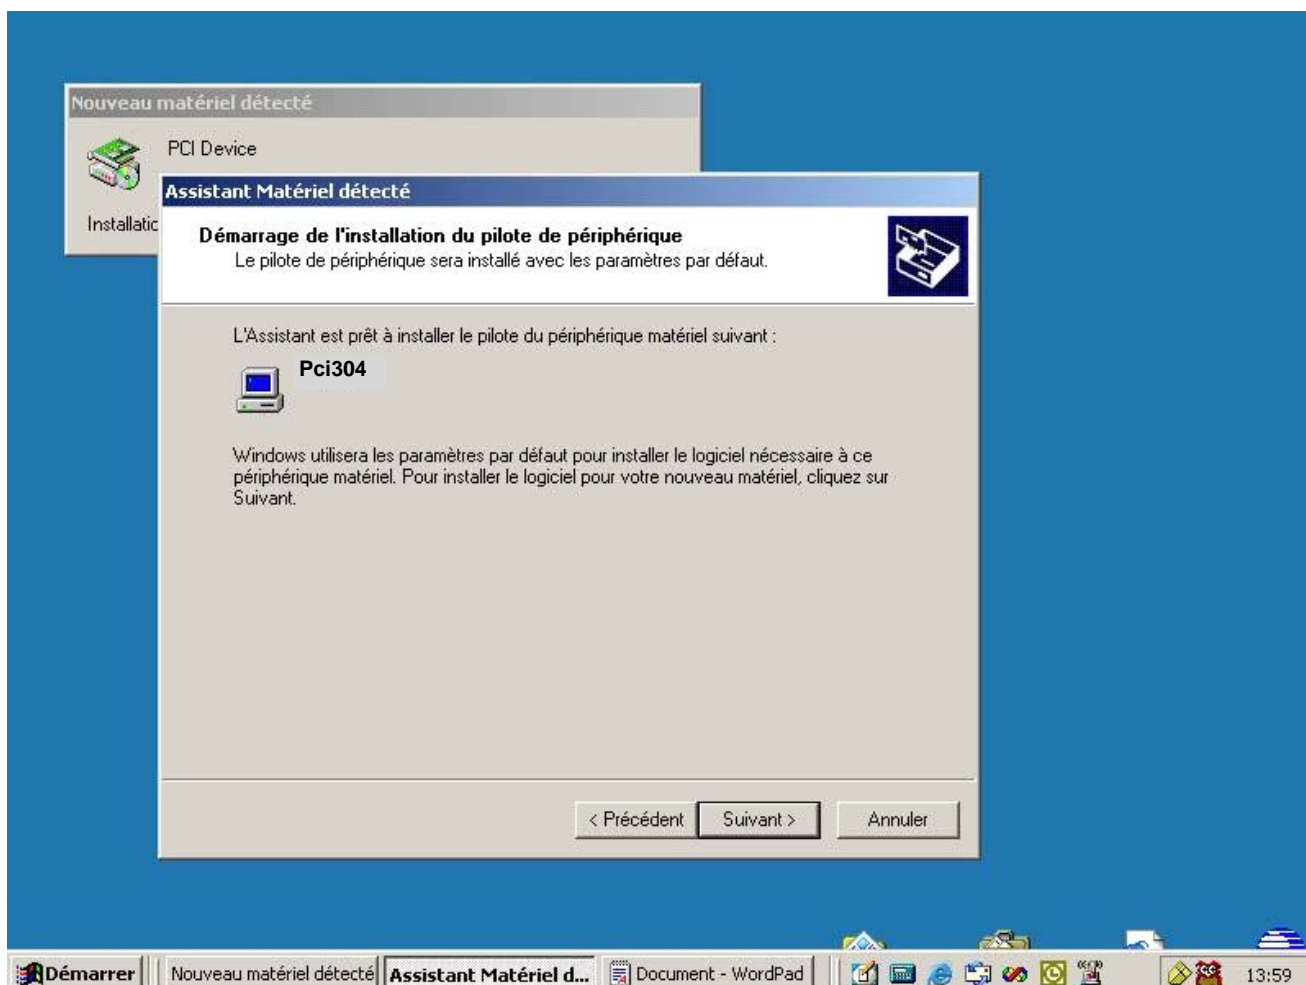 Nouveau matériel détecté
PCI Device
Installatic
Assistant Matériel détecté
Démarrage de l'installation du pilote de périphérique
Le pilote de périphérique sera installé avec les paramètres par défaut.
L'Assistant est prêt à installer le pilote du périphérique matériel suivant :
Pci304
Windows utilisera les paramètres par défaut pour installer le logiciel nécessaire à ce
périphérique matériel. Pour installer le logiciel pour votre nouveau matériel, cliquez sur
Suivant.
< Précédent Suivant > Annuler
Démarrer Nouveau matériel détecté Assistant Matériel d... Document - WordPad 13:59